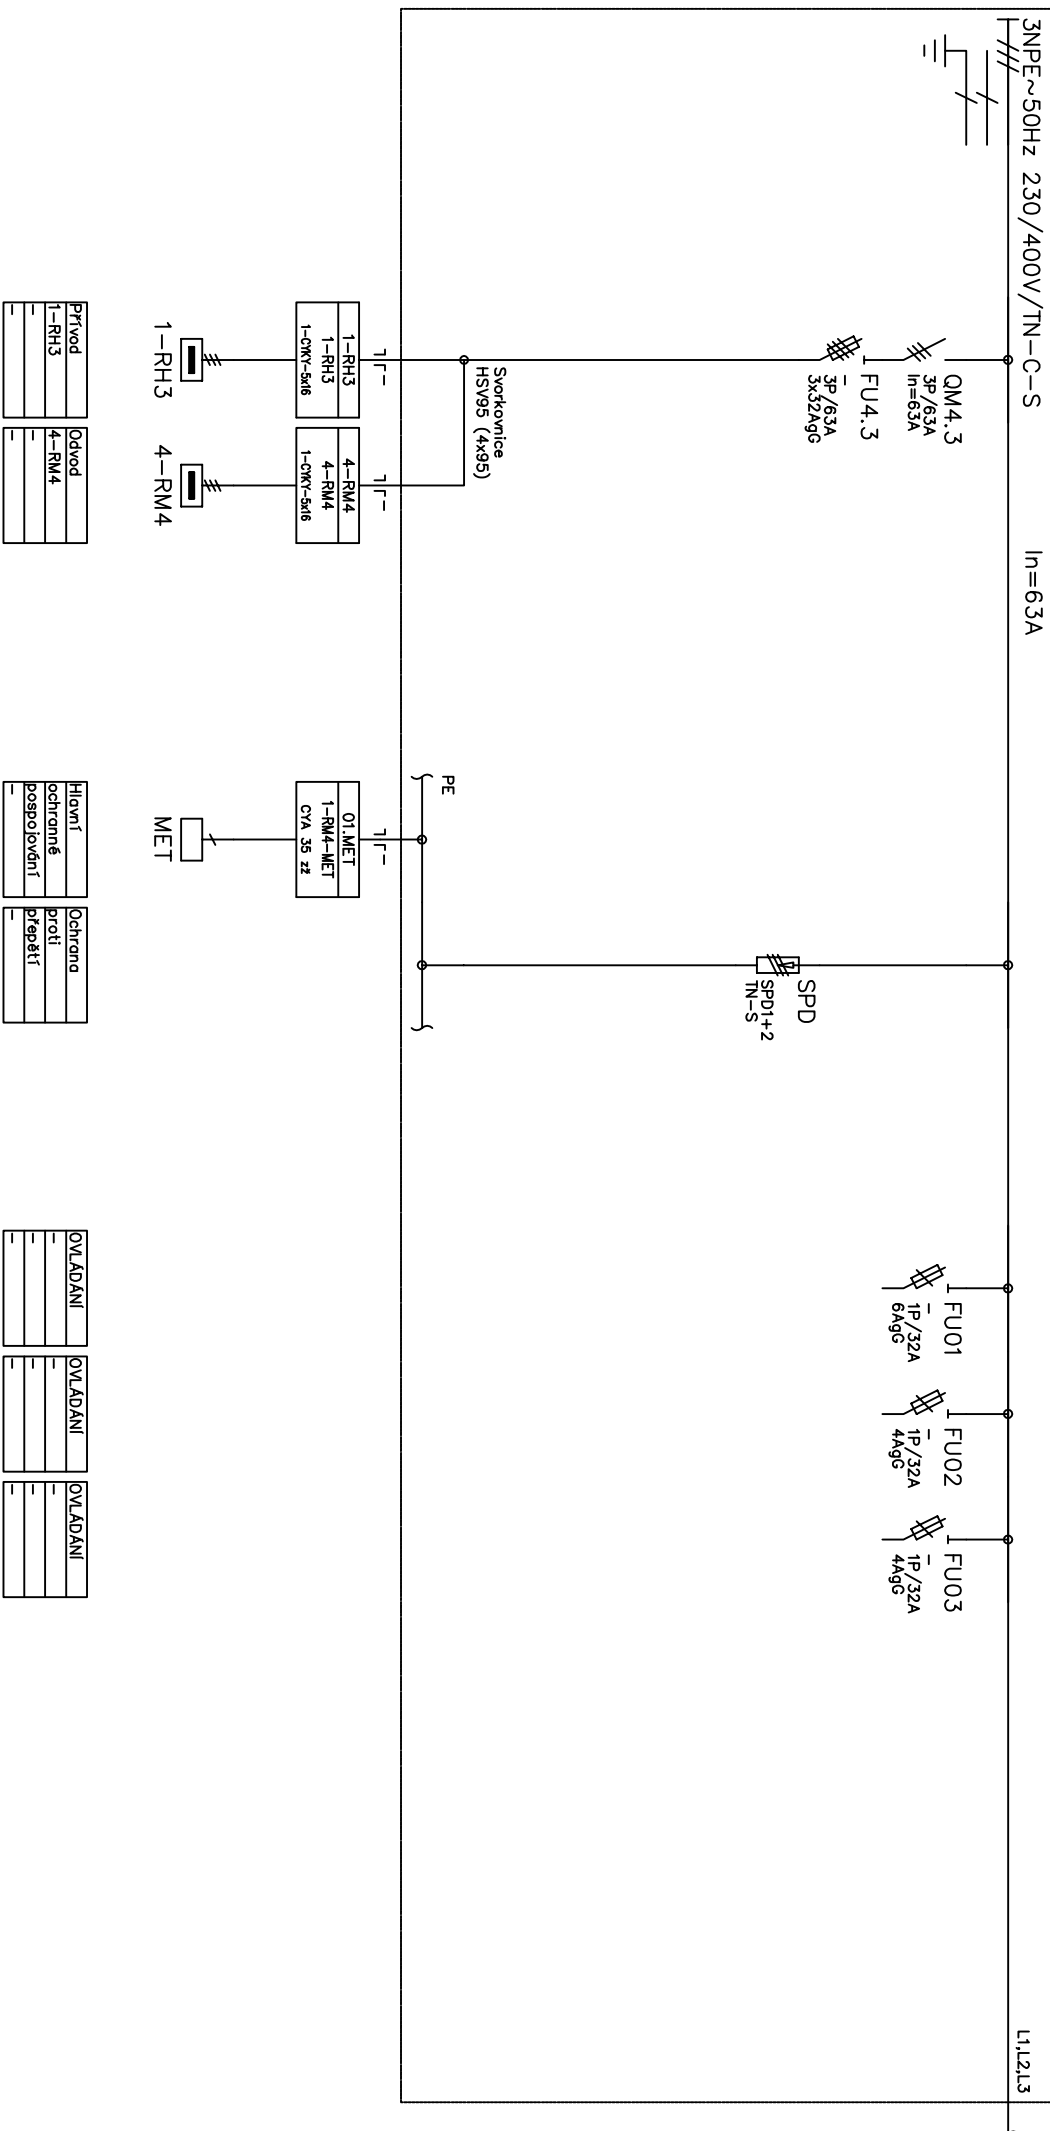 3NPE~50Hz 230/400V/TN-C-S
In=63A
L1,L2,L3
QM4.3
3P/63A
In=63A
FU4.3
-
3P/63A
3x32AgG
Svorkovnice
HSV95 (4x95)
SPD
SPD1+2
TN-S
PE
FU01
-
1P/32A
6AgG
FU02
-
1P/32A
4AgG
FU03
-
1P/32A
4AgG
1-RH3
1-RH3
1-CYKY-5x16
4-RM4
4-RM4
1-CYKY-5x16
01.MET
1-RM4-MET
CYA 35 zž
1-RH3
4-RM4
MET
Přívod
1-RH3
-
-
Odvod
4-RM4
-
-
Hlavní
ochranné
pospojování
-
Ochrana
proti
přepětí
-
OVLÁDÁNÍ
-
-
-
OVLÁDÁNÍ
-
-
-
OVLÁDÁNÍ
-
-
-